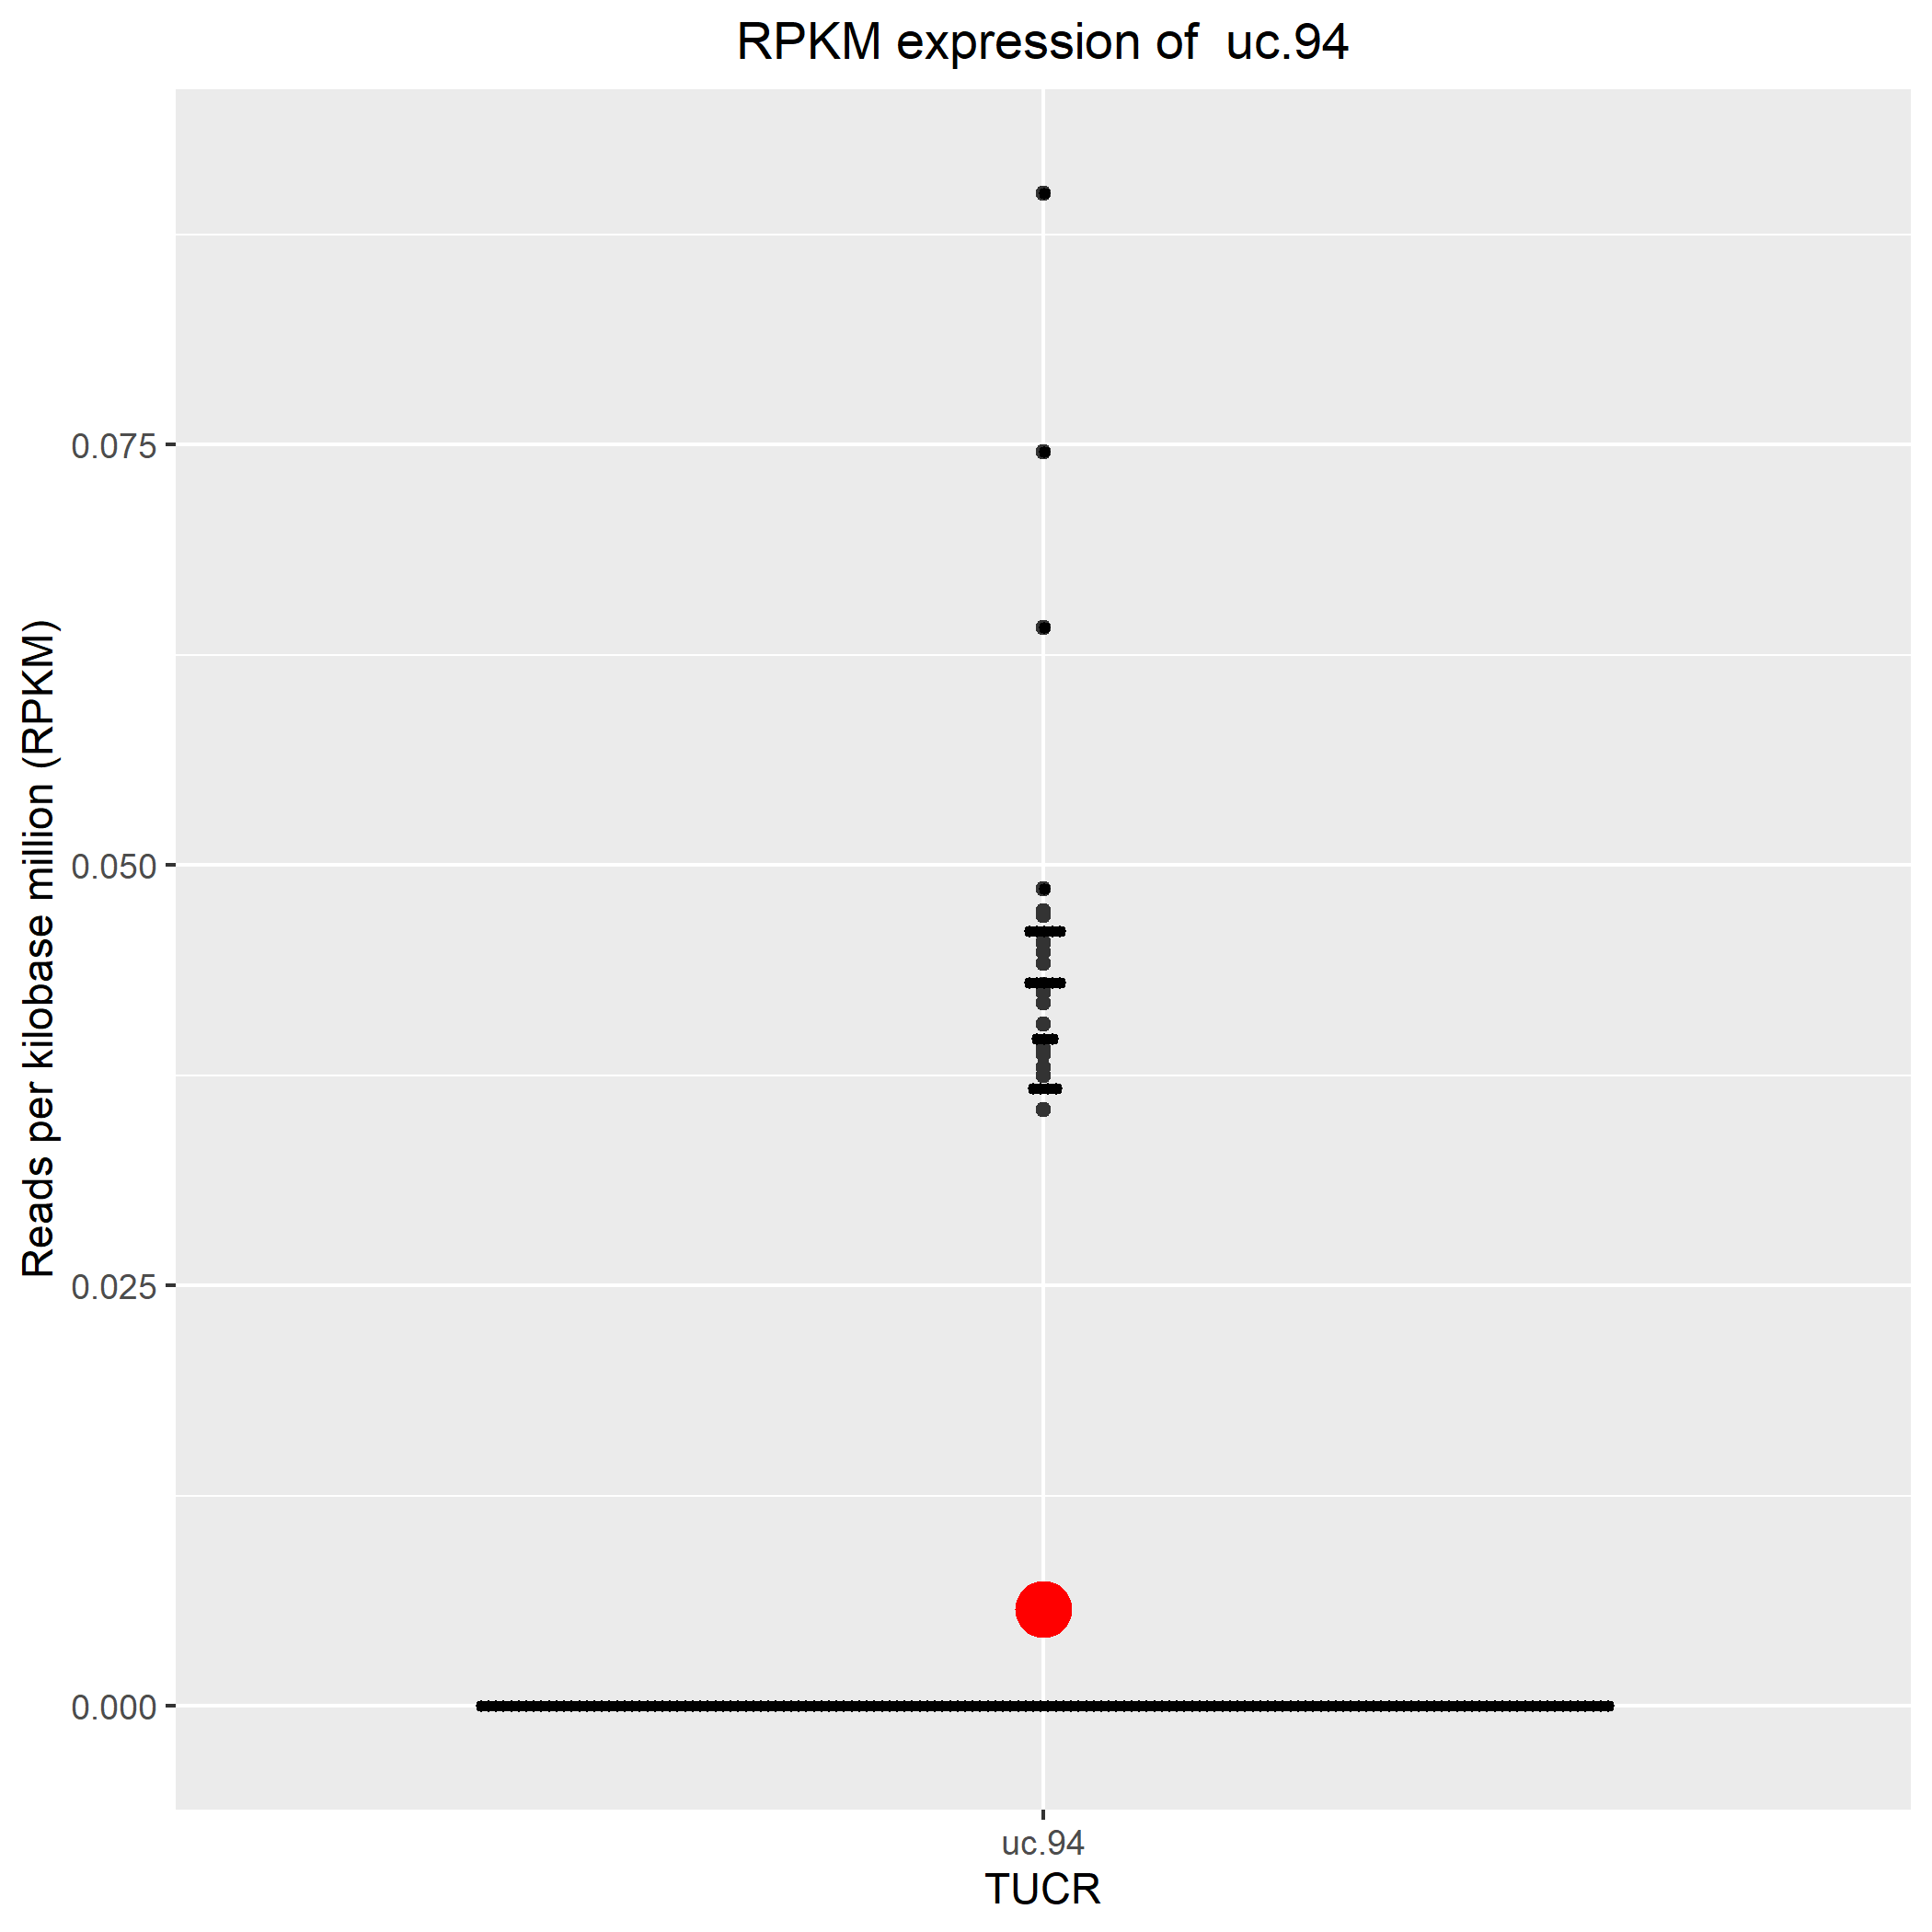 RPKM expression of  uc.94
Reads per kilobase million (RPKM)
0.075
0.050
0.025
0.000
uc.94
TUCR